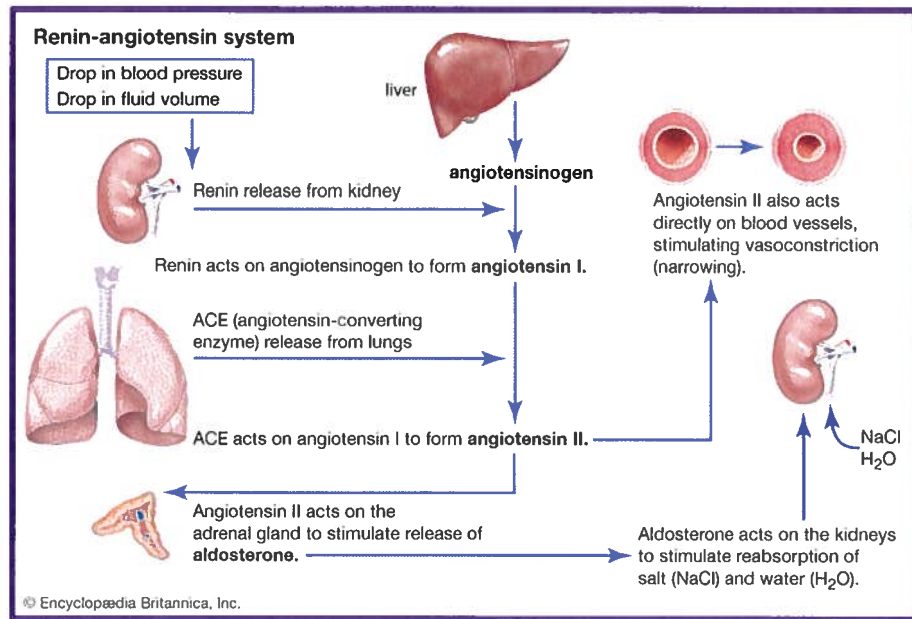 Renin-angiotensin system
Drop in blood pressure
Drop in fluid volume
liver
angiotensinogen
Renin release from kidney
Renin acts on angiotensinogen to form angiotensin I.
ACE (angiotensin-converting
enzyme) release from lungs
ACE acts on angiotensin I to form angiotensin II.
Angiotensin II also acts
directly on blood vessels,
stimulating vasoconstriction
(narrowing).
NaCl
H₂O
Angiotensin II acts on the
adrenal gland to stimulate release of
aldosterone.
Aldosterone acts on the kidneys
to stimulate reabsorption of
salt (NaCl) and water (H₂O).
© Encyclopædia Britannica, Inc.